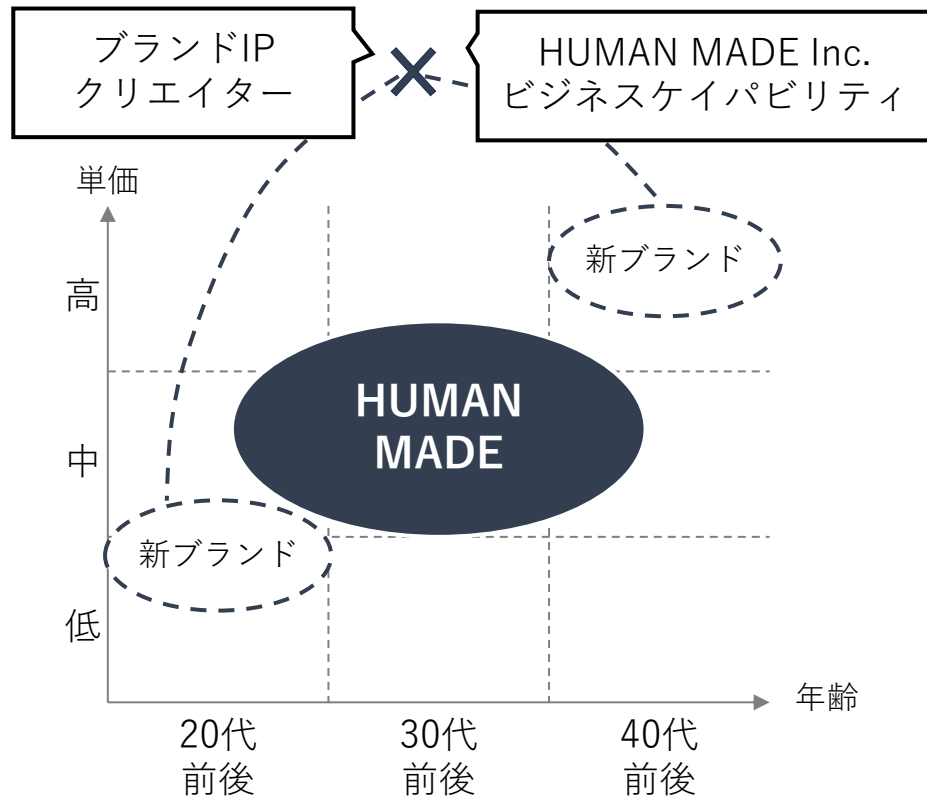 ブランドIP
クリエイター
HUMAN MADE Inc.
ビジネスケイパビリティ
単価
高
新ブランド
HUMAN
MADE
中
新ブランド
低
年齢
20代
前後
30代
前後
40代
前後